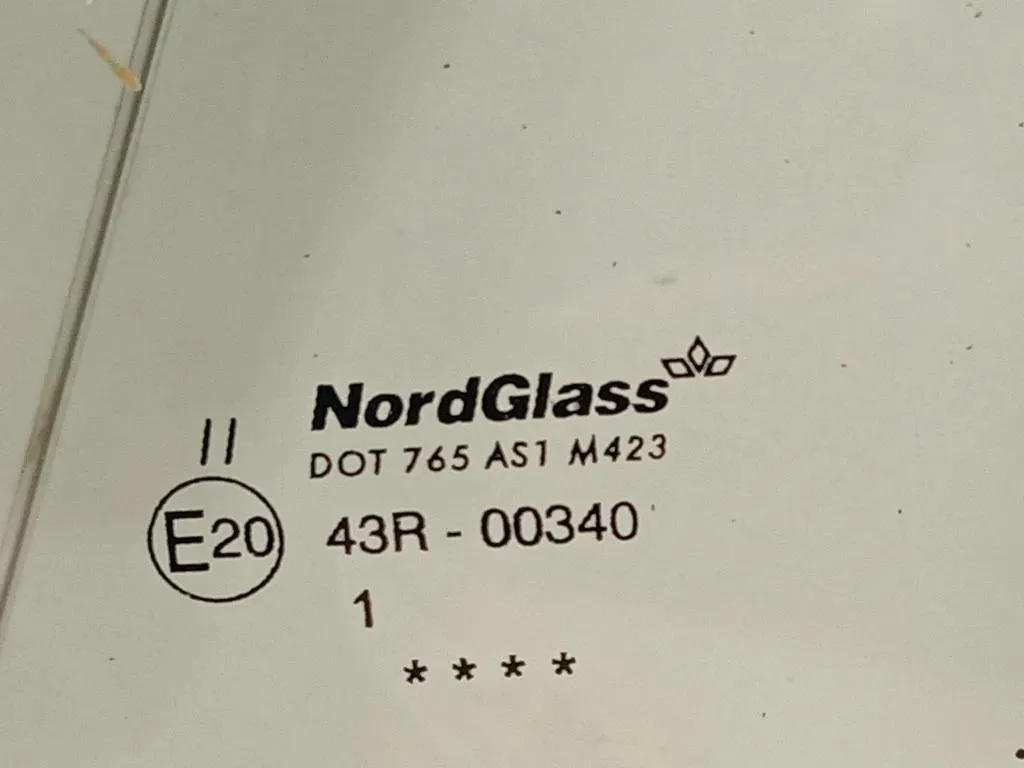 NordGlass
DOT 765 AS1 M423
II
E20 43R - 00340
1
* * * *